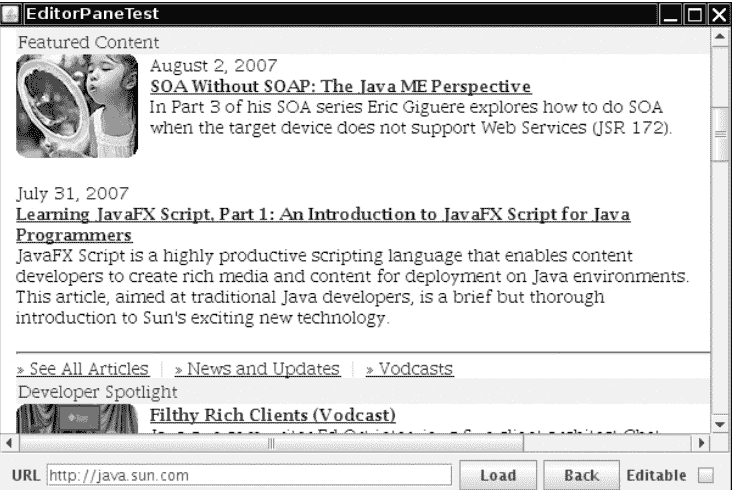 EditorPaneTest
Featured Content
August 2, 2007
SOA Without SOAP: The Java ME Perspective
In Part 3 of his SOA series Eric Giguere explores how to do SOA
when the target device does not support Web Services (JSR 172).
July 31, 2007
Learning JavaFX Script, Part 1: An Introduction to JavaFX Script for Java
Programmers
JavaFX Script is a highly productive scripting language that enables content
developers to create rich media and content for deployment on Java environments.
This article, aimed at traditional Java developers, is a brief but thorough
introduction to Sun's exciting new technology.
» See All Articles | » News and Updates | » Vodcasts
Developer Spotlight
Filthy Rich Clients (Vodcast)
URL http://java.sun.com Load Back Editable